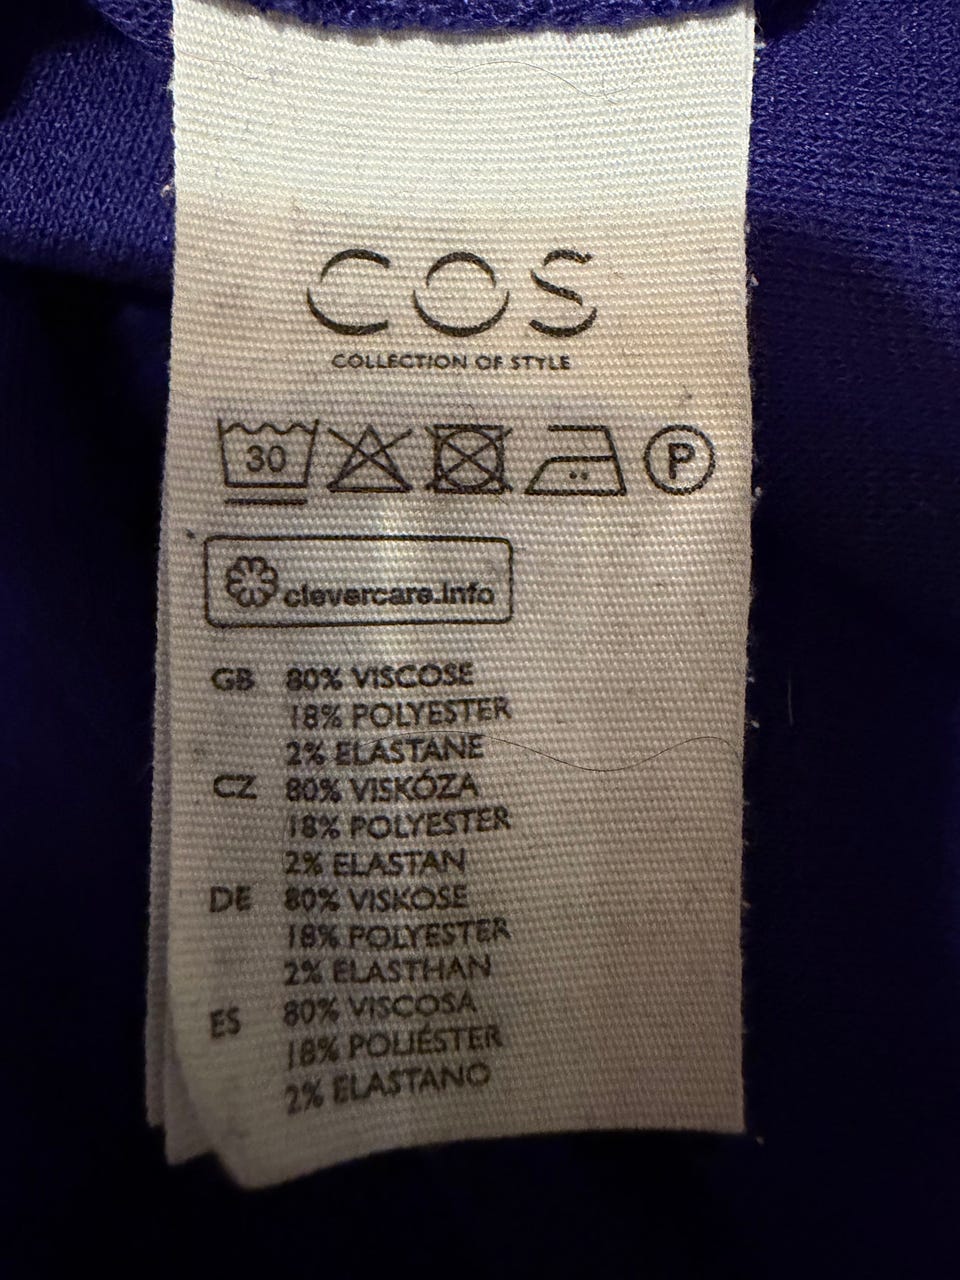 COS
COLLECTION OF STYLE
30 P
clevercare.info
GB 80% VISCOSE
18% POLYESTER
2% ELASTANE
CZ 80% VISKÓZA
18% POLYESTER
2% ELASTAN
DE 80% VISKOSE
18% POLYESTER
2% ELASTHAN
ES 80% VISCOSA
18% POLIÉSTER
2% ELASTANO